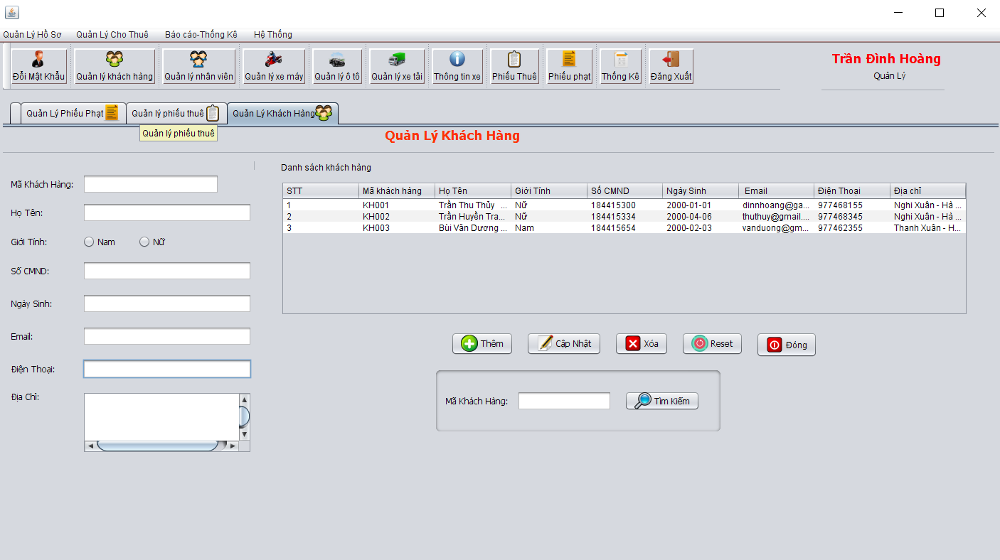 Quản Lý Hồ Sơ Quản Lý Cho Thuê Báo cáo-Thống Kê Hệ Thống
Đổi Mật Khẩu Quản lý khách hàng Quản lý nhân viên Quản lý xe máy Quản lý ô tô Quản lý xe tải Thông tin xe Phiếu Thuê Phiếu phạt Thống Kê Đăng Xuất
Trần Đình Hoàng
Quản Lý
Quản Lý Phiếu Phạt Quản lý phiếu thuê Quản Lý Khách Hàng
Quản lý phiếu thuê
Quản Lý Khách Hàng
Danh sách khách hàng
Mã Khách Hàng:
Họ Tên:
Giới Tính: Nam Nữ
Số CMND:
Ngày Sinh:
Email:
Điện Thoại:
Địa Chỉ:
STT Mã khách hàng Họ Tên Giới Tính Số CMND Ngày Sinh Email Điện Thoại Địa chỉ
1 KH001 Trần Thu Thủy ... Nữ 184415300 2000-01-01 dinnhoang@ga... 977468155 Nghi Xuân - Hà ...
2 KH002 Trần Huyền Tra... Nữ 184415334 2000-04-06 thuthuy@gmail.... 977468345 Nghi Xuân - Hà ...
3 KH003 Bùi Văn Dương ... Nam 184415654 2000-02-03 vanduong@gm... 977462355 Thanh Xuân - H...
Thêm Cập Nhật Xóa Reset Đóng
Mã Khách Hàng: Tìm Kiếm